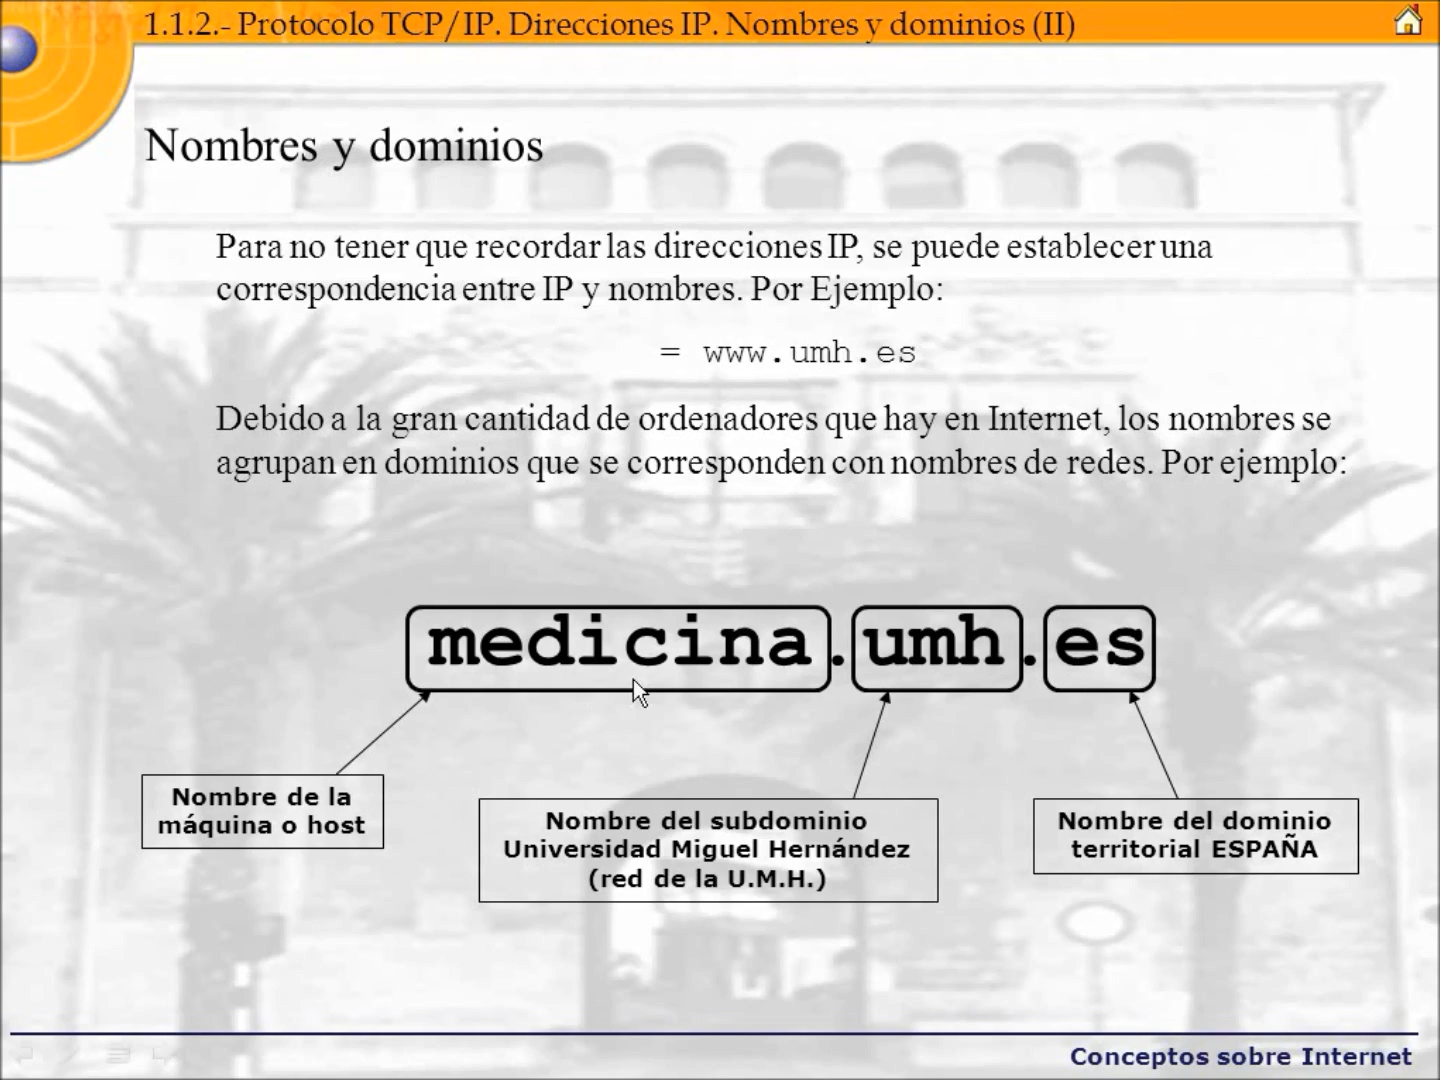 1.1.2.- Protocolo TCP/IP. Direcciones IP. Nombres y dominios (II)
Nombres y dominios
Para no tener que recordar las direcciones IP, se puede establecer una
correspondencia entre IP y nombres. Por Ejemplo:
= www.umh.es
Debido a la gran cantidad de ordenadores que hay en Internet, los nombres se
agrupan en dominios que se corresponden con nombres de redes. Por ejemplo:
medicina.umh.es
Nombre de la
máquina o host
Nombre del subdominio
Universidad Miguel Hernández
(red de la U.M.H.)
Nombre del dominio
territorial ESPAÑA
Conceptos sobre Internet